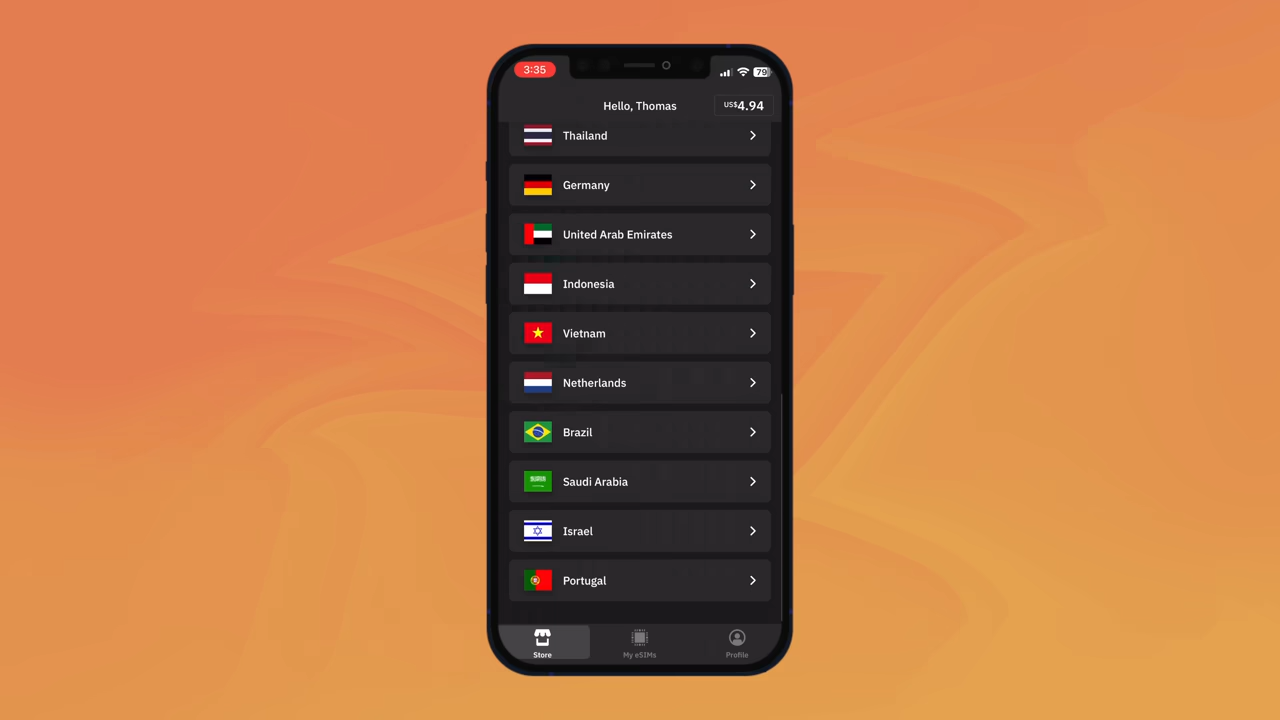 3:35
79
Hello, Thomas
US$4.94
Thailand
Germany
United Arab Emirates
Indonesia
Vietnam
Netherlands
Brazil
Saudi Arabia
Israel
Portugal
Store
My eSIMs
Profile